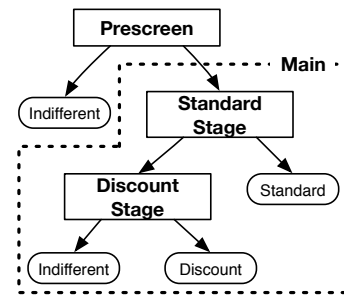 Prescreen
Main
Indifferent
Standard
Stage
Discount
Stage
Standard
Indifferent
Discount